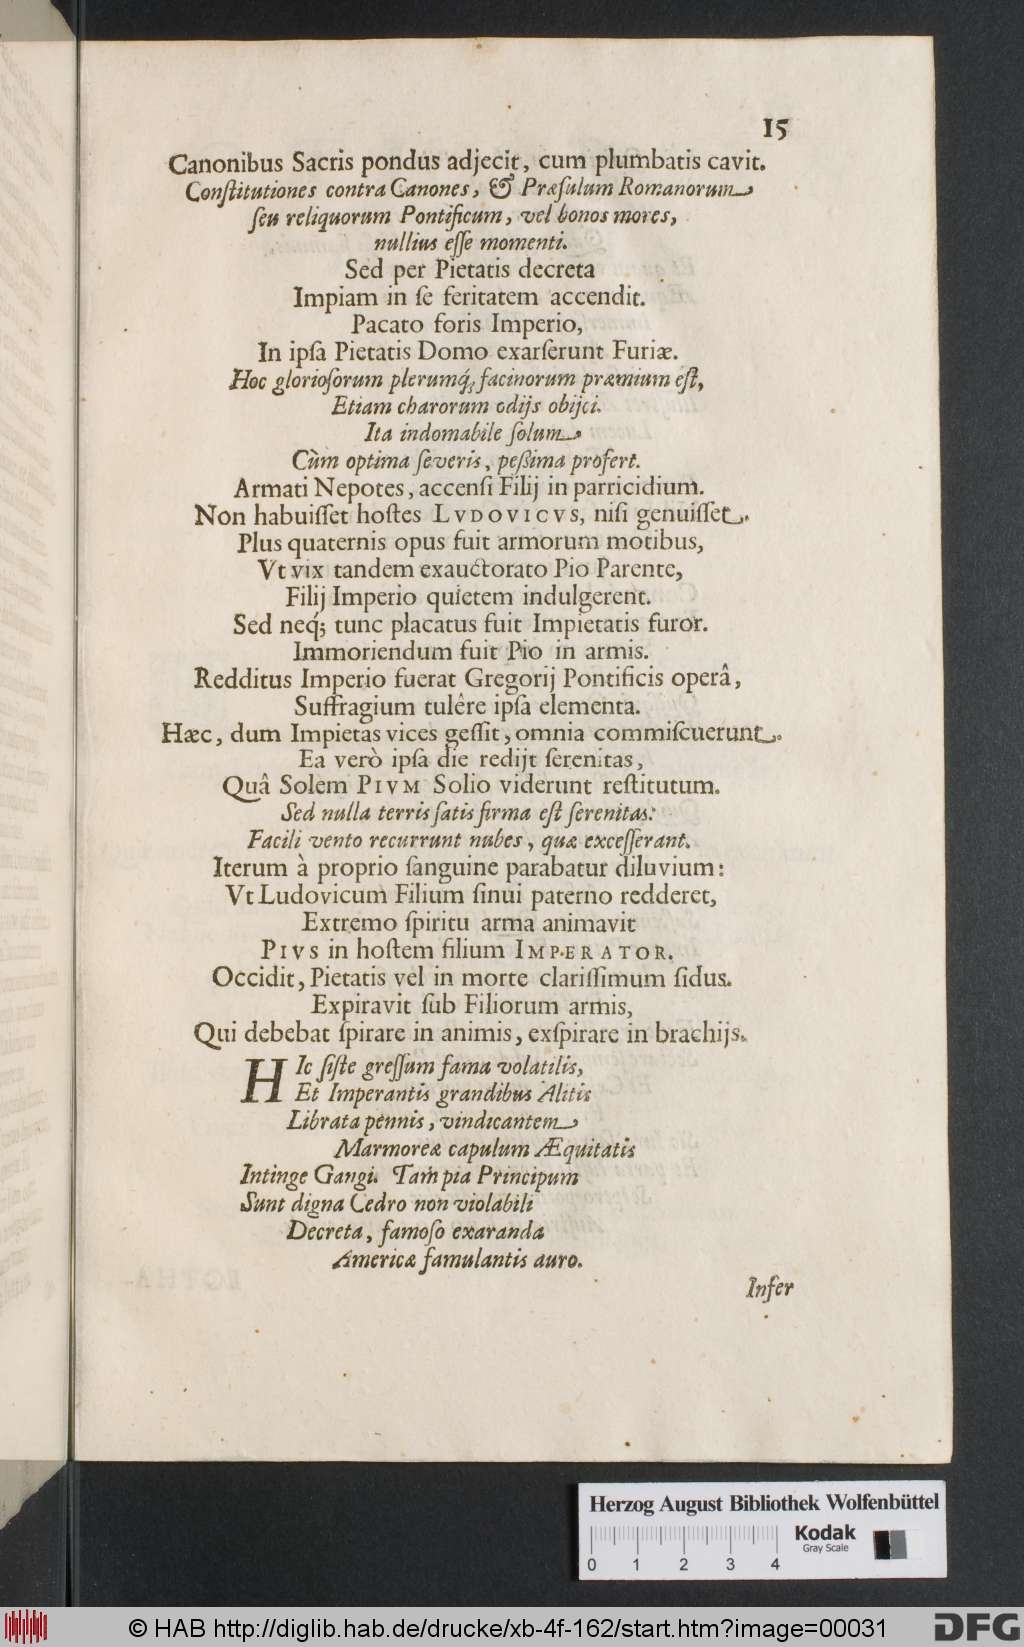 15
Canonibus Sacris pondus adjecit, cum plumbatis cavit.
Conſtitutiones contra Canones, & Præſulum Romanorum
ſeu reliquorum Pontificum, vel bonos mores,
nullius eſſe momenti.
Sed per Pietatis decreta
Impiam in ſe feritatem accendit.
Pacato foris Imperio,
In ipſa Pietatis Domo exarſerunt Furiæ.
Hoc glorioſorum plerumq́; facinorum præmium eſt,
Etiam charorum odijs obijci.
Ita indomabile ſolum
Cùm optima ſeveris, peßima profert.
Armati Nepotes, accenſi Filij in parricidium.
Non habuiſſet hoſtes LVDOVICVS, niſi genuiſſet.
Plus quaternis opus fuit armorum motibus,
Vt vix tandem exauctorato Pio Parente,
Filij Imperio quietem indulgerent.
Sed neq́; tunc placatus fuit Impietatis furor.
Immoriendum fuit Pio in armis.
Redditus Imperio fuerat Gregorij Pontificis operâ,
Suffragium tulêre ipſa elementa.
Hæc, dum Impietas vices geſſit, omnia commiſcuerunt.
Ea verò ipſa die redijt ſerenitas,
Quâ Solem PIVM Solio viderunt reſtitutum.
Sed nulla terris ſatis firma eſt ſerenitas:
Facili vento recurrunt nubes, quæ exceſſerant.
Iterum à proprio ſanguine parabatur diluvium:
Vt Ludovicum Filium ſinui paterno redderet,
Extremo ſpiritu arma animavit
PIVS in hoſtem filium IMPERATOR.
Occidit, Pietatis vel in morte clariſſimum ſidus.
Expiravit ſub Filiorum armis,
Qui debebat ſpirare in animis, exſpirare in brachijs.
HIc ſiſte greſſum fama volatilis,
Et Imperantis grandibus Alitis
Librata pennis, vindicantem
Marmoreæ capulum Æquitatis
Intinge Gangi. Tam pia Principum
Sunt digna Cedro non violabili
Decreta, famoſo exaranda
Americæ famulantis auro.
Infer
Herzog August Bibliothek Wolfenbüttel
Kodak
Gray Scale
0 1 2 3 4
© HAB http://diglib.hab.de/drucke/xb-4f-162/start.htm?image=00031
DFG